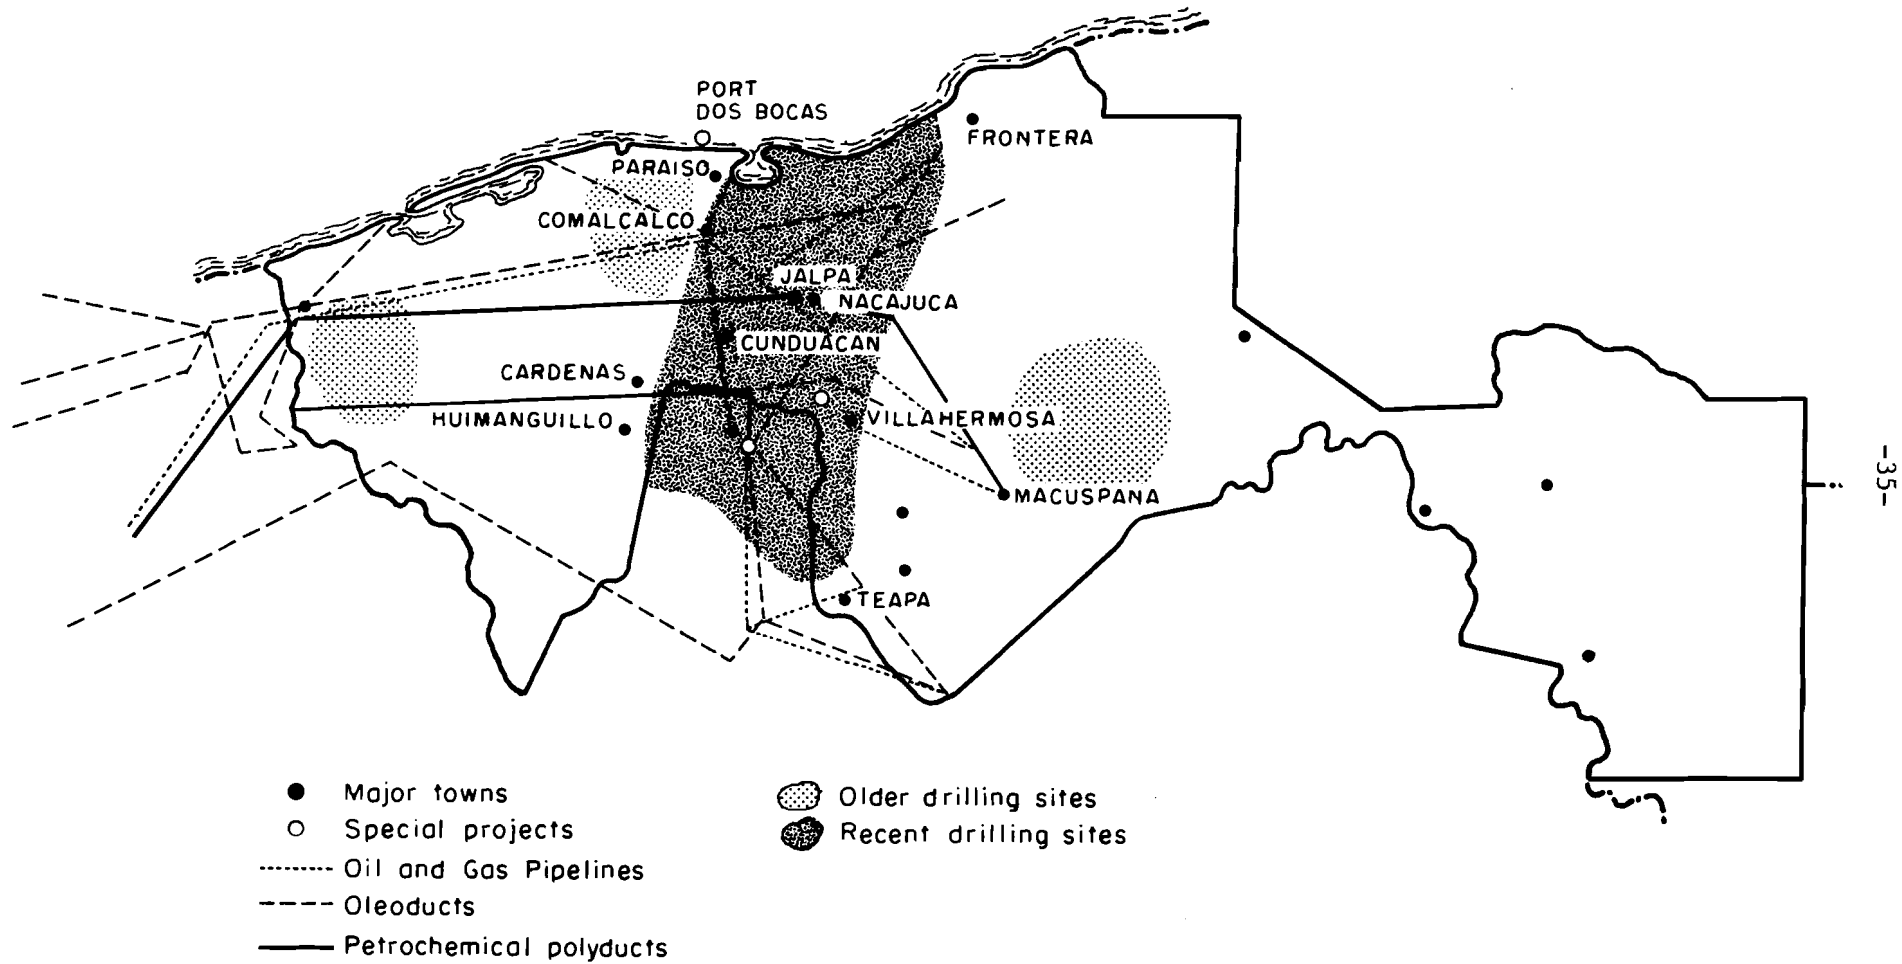 PORT
DOS BOCAS
FRONTERA
PARAISO
COMALCALCO
JALPA
NACAJUCA
CUNDUACAN
CARDENAS
HUIMANGUILLO
VILLAHERMOSA
MACUSPANA
TEAPA
-35-
Major towns
Special projects
Oil and Gas Pipelines
Oleoducts
Petrochemical polyducts
Older drilling sites
Recent drilling sites